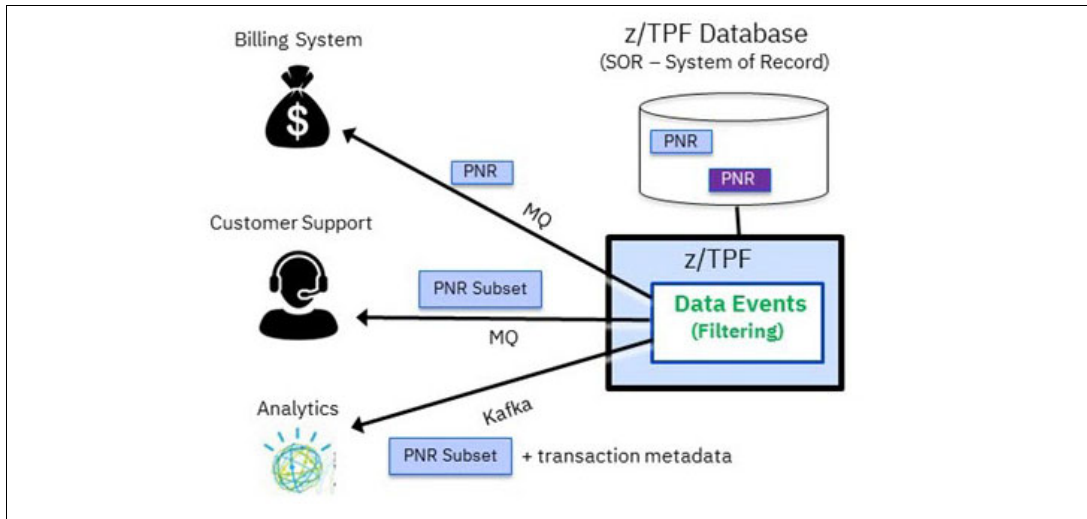 Billing System
$
z/TPF Database
(SOR – System of Record)
PNR
PNR
PNR
MQ
Customer Support
z/TPF
PNR Subset
Data Events
(Filtering)
MQ
Analytics
Kafka
PNR Subset + transaction metadata